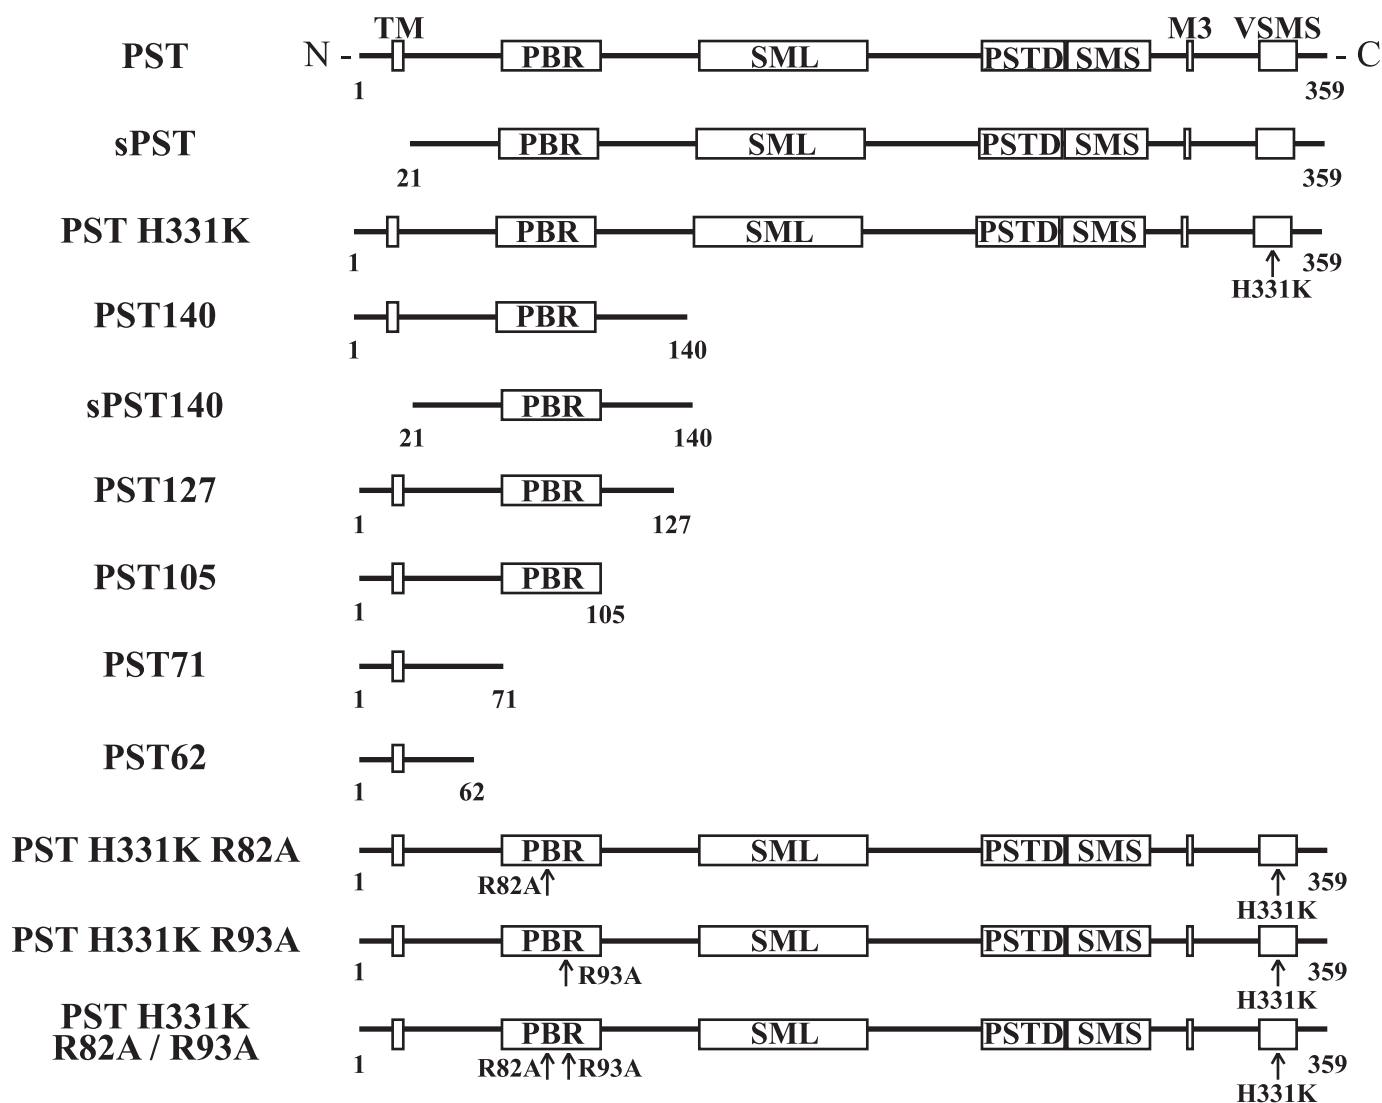 TM M3 VSMS
PST N - PBR SML PSTD SMS - C
1 359
sPST PBR SML PSTD SMS
21 359
PST H331K PBR SML PSTD SMS
1 359
H331K
PST140 PBR
1 140
sPST140 PBR
21 140
PST127 PBR
1 127
PST105 PBR
1 105
PST71
1 71
PST62
1 62
PST H331K R82A PBR SML PSTD SMS
1 R82A 359
H331K
PST H331K R93A PBR SML PSTD SMS
1 R93A 359
H331K
PST H331K
R82A / R93A PBR SML PSTD SMS
1 R82A R93A 359
H331K